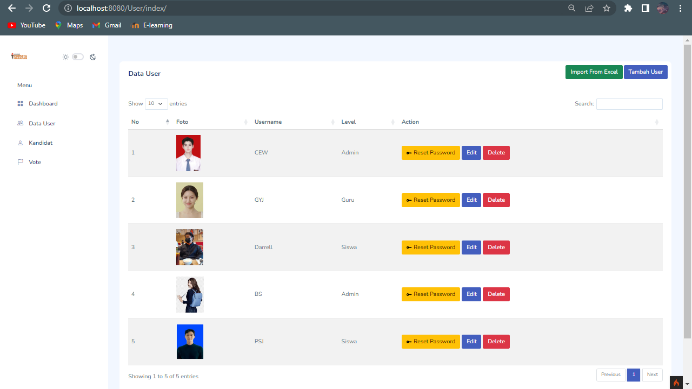 localhost:8080/User/index/
YouTube Maps Gmail E-learning
Menu
Dashboard
Data User
Kandidat
Vote
Data User
Import From Excel Tambah User
Show 10 entries
Search:
No Foto Username Level Action
1 CEW Admin Reset Password Edit Delete
2 Guru Reset Password Edit Delete
3 Darrell Siswa Reset Password Edit Delete
4 BS Admin Reset Password Edit Delete
5 Siswa Reset Password Edit Delete
Showing 1 to 5 of 5 entries
Previous 1 Next